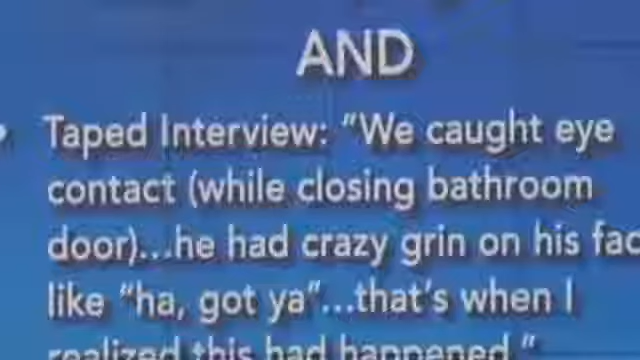 AND
• Taped Interview: "We caught eye
contact (while closing bathroom
door)...he had crazy grin on his fac
like "ha, got ya"...that's when I
realized this had happened."